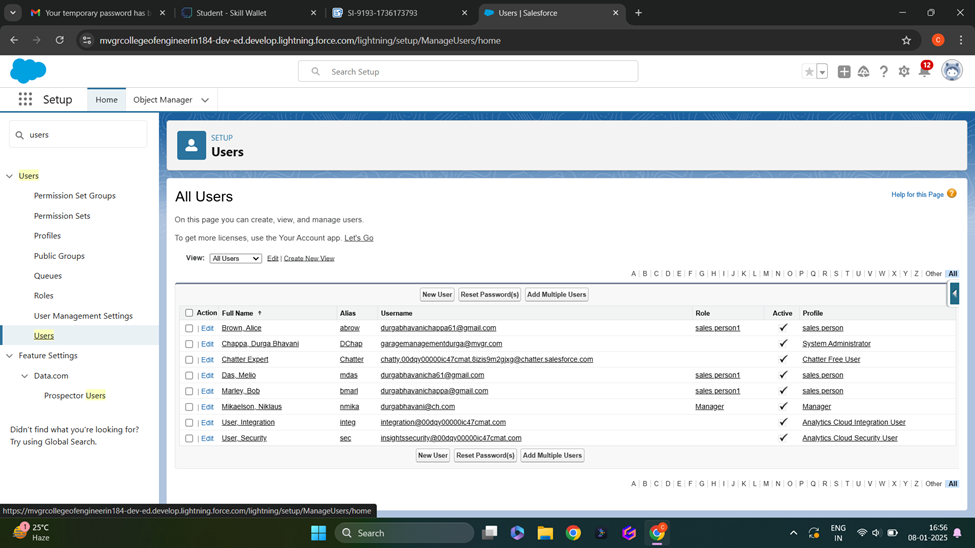 Your temporary password has b
Student - Skill Wallet
SI-9193-1736173793
Users | Salesforce
mvgrcollegeofengineerin184-dev-ed.develop.lightning.force.com/lightning/setup/ManageUsers/home
C
Search Setup
12
Setup
Home
Object Manager
users
Users
Permission Set Groups
Permission Sets
Profiles
Public Groups
Queues
Roles
User Management Settings
Users
Feature Settings
Data.com
Prospector Users
Didn't find what you're looking for?
Try using Global Search.
SETUP
Users
All Users
Help for this Page
On this page you can create, view, and manage users.
To get more licenses, use the Your Account app. Let's Go
View: All Users Edit | Create New View
A B C D E F G H I J K L M N O P Q R S T U V W X Y Z Other All
New User Reset Password(s) Add Multiple Users
Action Full Name Alias Username Role Active Profile
Edit Brown, Alice abrow durgabhavanichappa61@gmail.com sales person1 sales person
Edit Chappa, Durga Bhavani DChap garagemanagementdurga@mvgr.com System Administrator
Edit Chatter Expert Chatter chatty.00dqy00000ic47cmat.8izis9m2gjxg@chatter.salesforce.com Chatter Free User
Edit Das, Melio mdas durgabhavanicha61@gmail.com sales person1 sales person
Edit Marley, Bob bmarl durgabhavanichappa@gmail.com sales person1 sales person
Edit Mikaelson, Niklaus nmika durgabhavani@ch.com Manager Manager
Edit User, Integration integ integration@00dqy00000ic47cmat.com Analytics Cloud Integration User
Edit User, Security sec insightssecurity@00dqy00000ic47cmat.com Analytics Cloud Security User
New User Reset Password(s) Add Multiple Users
A B C D E F G H I J K L M N O P Q R S T U V W X Y Z Other All
https://mvgrcollegeofengineerin184-dev-ed.develop.lightning.force.com/lightning/setup/ManageUsers/home
1
25°C
Haze
Search
ENG
IN
16:56
08-01-2025